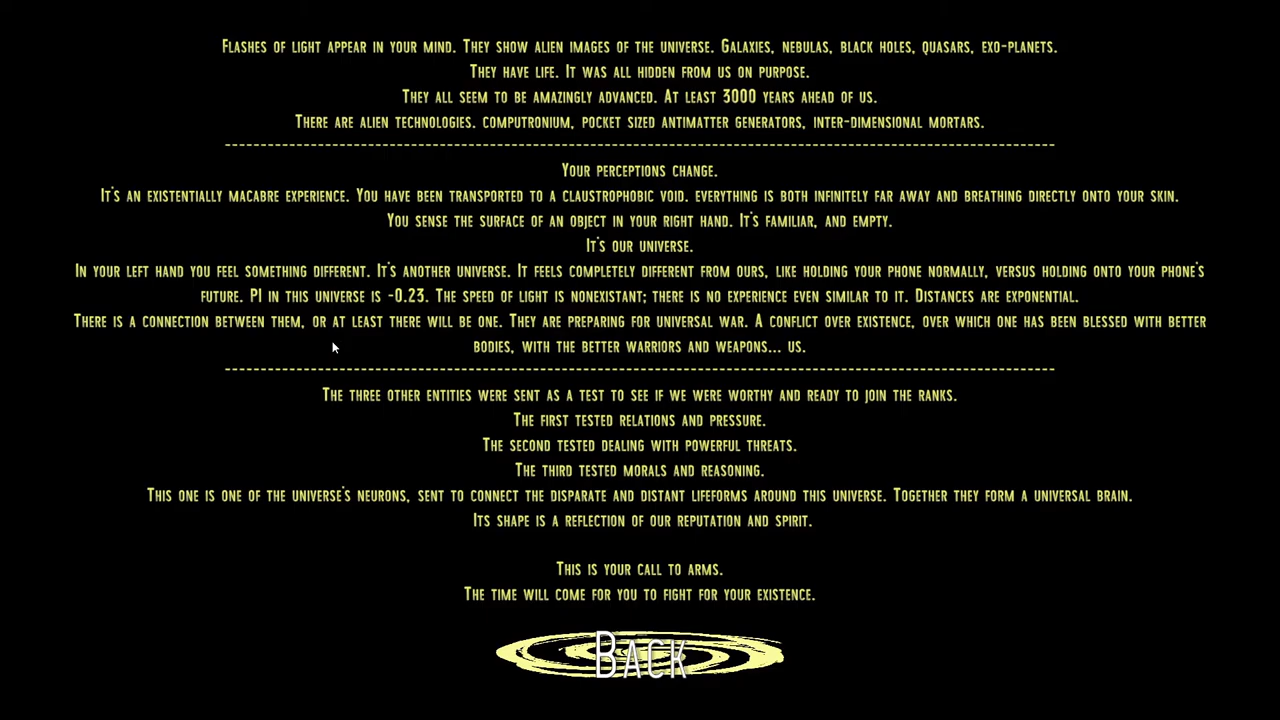 Flashes of light appear in your mind. They show alien images of the universe. Galaxies, nebulas, black holes, quasars, exo-planets.
They have life. It was all hidden from us on purpose.
They all seem to be amazingly advanced. At least 3000 years ahead of us.
There are alien technologies. computronium, pocket sized antimatter generators, inter-dimensional mortars.
Your perceptions change.
It's an existentially macabre experience. You have been transported to a claustrophobic void. everything is both infinitely far away and breathing directly onto your skin.
You sense the surface of an object in your right hand. It's familiar, and empty.
It's our universe.
In your left hand you feel something different. It's another universe. It feels completely different from ours, like holding your phone normally, versus holding onto your phone's
future. Pi in this universe is -0.23. The speed of light is nonexistant; there is no experience even similar to it. Distances are exponential.
There is a connection between them, or at least there will be one. They are preparing for universal war. A conflict over existence, over which one has been blessed with better
bodies, with the better warriors and weapons... us.
The three other entities were sent as a test to see if we were worthy and ready to join the ranks.
The first tested relations and pressure.
The second tested dealing with powerful threats.
The third tested morals and reasoning.
This one is one of the universe's neurons, sent to connect the disparate and distant lifeforms around this universe. Together they form a universal brain.
Its shape is a reflection of our reputation and spirit.
This is your call to arms.
The time will come for you to fight for your existence.
Back